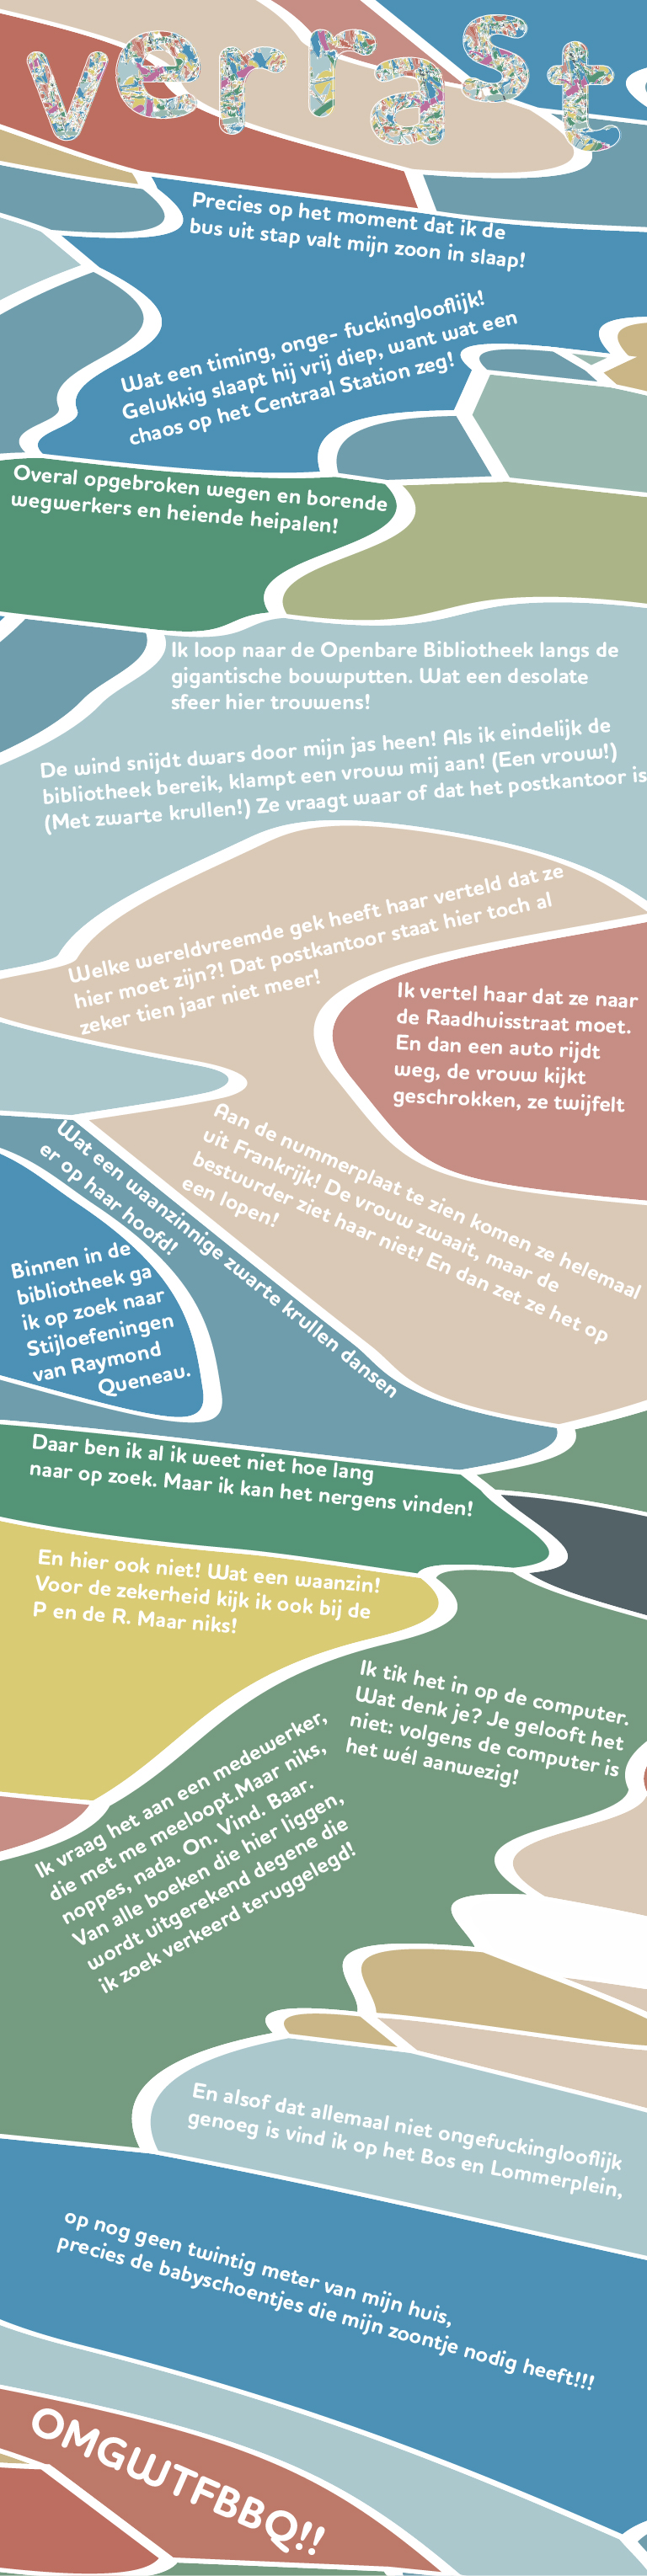 verrast
Precies op het moment dat ik de
bus uit stap valt mijn zoon in slaap!
Wat een timing, onge- fuckinglooflijk!
Gelukkig slaapt hij vrij diep, want wat een
chaos op het Centraal Station zeg!
Overal opgebroken wegen en borende
wegwerkers en heiende heipalen!
Ik loop naar de Openbare Bibliotheek langs de
gigantische bouwputten. Wat een desolate
sfeer hier trouwens!
De wind snijdt dwars door mijn jas heen! Als ik eindelijk de
bibliotheek bereik, klampt een vrouw mij aan! (Een vrouw!)
(Met zwarte krullen!) Ze vraagt waar of dat het postkantoor is
Welke wereldvreemde gek heeft haar verteld dat ze
hier moet zijn?! Dat postkantoor staat hier toch al
zeker tien jaar niet meer!
Ik vertel haar dat ze naar
de Raadhuisstraat moet.
En dan een auto rijdt
weg, de vrouw kijkt
geschrokken, ze twijfelt
Aan de nummerplaat te zien komen ze helemaal
uit Frankrijk! De vrouw zwaait, maar de
bestuurder ziet haar niet! En dan zet ze het op
een lopen!
Wat een waanzinnige zwarte krullen dansen
er op haar hoofd!
Binnen in de
bibliotheek ga
ik op zoek naar
Stijloefeningen
van Raymond
Queneau.
Daar ben ik al ik weet niet hoe lang
naar op zoek. Maar ik kan het nergens vinden!
En hier ook niet! Wat een waanzin!
Voor de zekerheid kijk ik ook bij de
P en de R. Maar niks!
Ik tik het in op de computer.
Wat denk je? Je gelooft het
niet: volgens de computer is
het wél aanwezig!
Ik vraag het aan een medewerker,
die met me meeloopt.Maar niks,
noppes, nada. On. Vind. Baar.
Van alle boeken die hier liggen,
wordt uitgerekend degene die
ik zoek verkeerd teruggelegd!
En alsof dat allemaal niet ongefuckinglooflijk
genoeg is vind ik op het Bos en Lommerplein,
op nog geen twintig meter van mijn huis,
precies de babyschoentjes die mijn zoontje nodig heeft!!!
OMGWTFBBQ!!